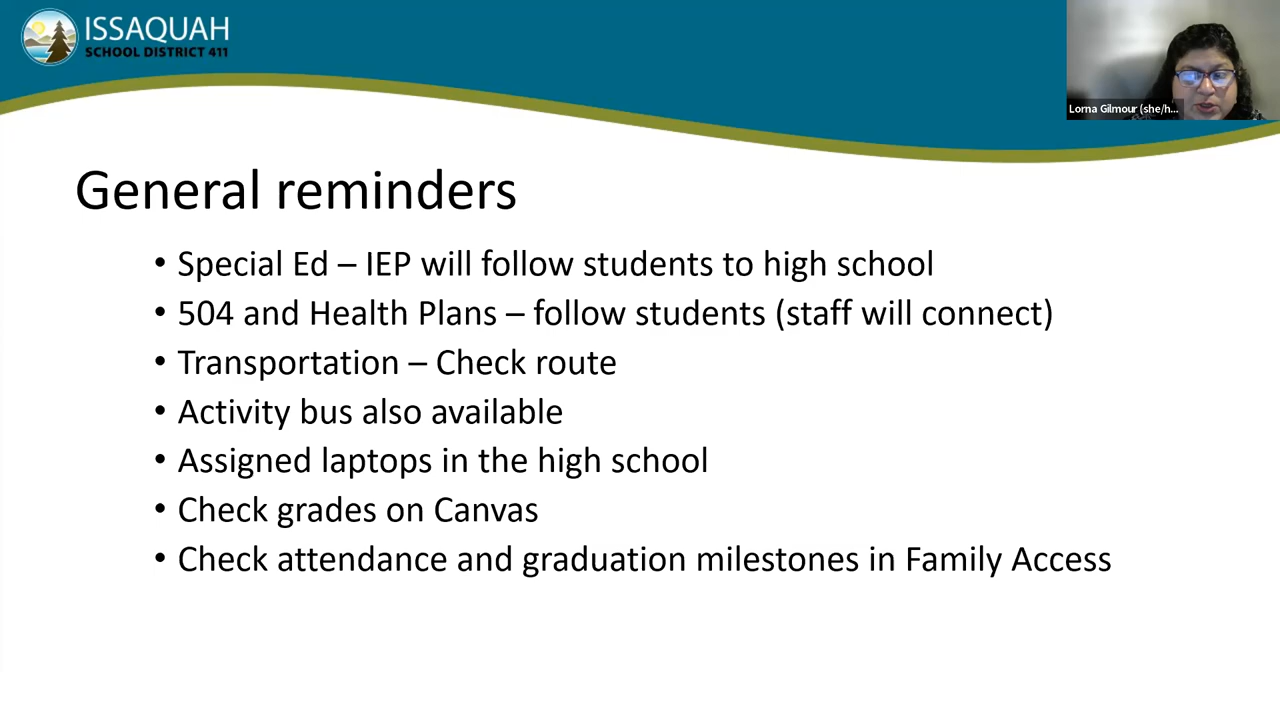 ISSAQUAH
SCHOOL DISTRICT 411
Lorna Gilmour (she/h...
General reminders
• Special Ed – IEP will follow students to high school
• 504 and Health Plans – follow students (staff will connect)
• Transportation – Check route
• Activity bus also available
• Assigned laptops in the high school
• Check grades on Canvas
• Check attendance and graduation milestones in Family Access